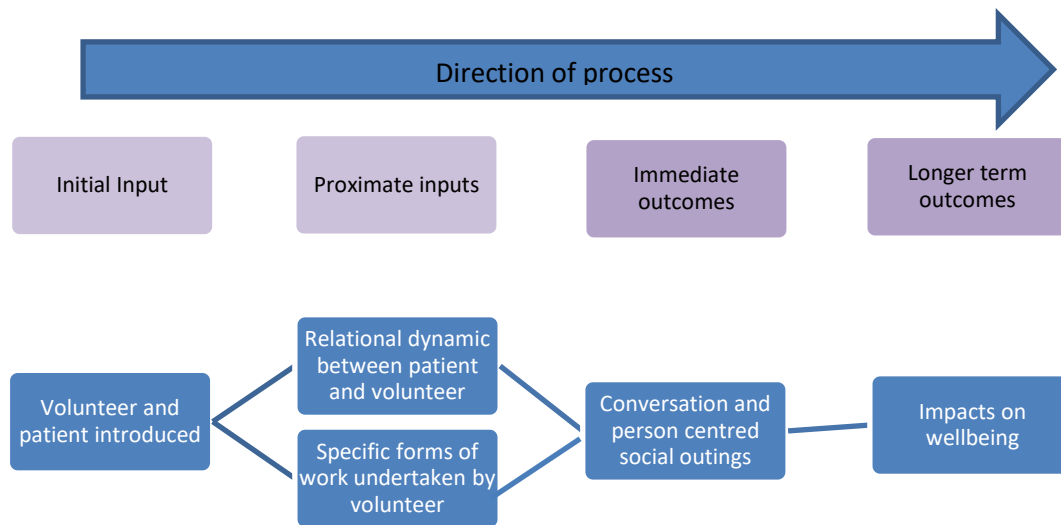 Direction of process
Initial Input
Proximate inputs
Immediate
outcomes
Longer term
outcomes
Volunteer and
patient introduced
Relational dynamic
between patient
and volunteer
Specific forms of
work undertaken by
volunteer
Conversation and
person centred
social outings
Impacts on
wellbeing